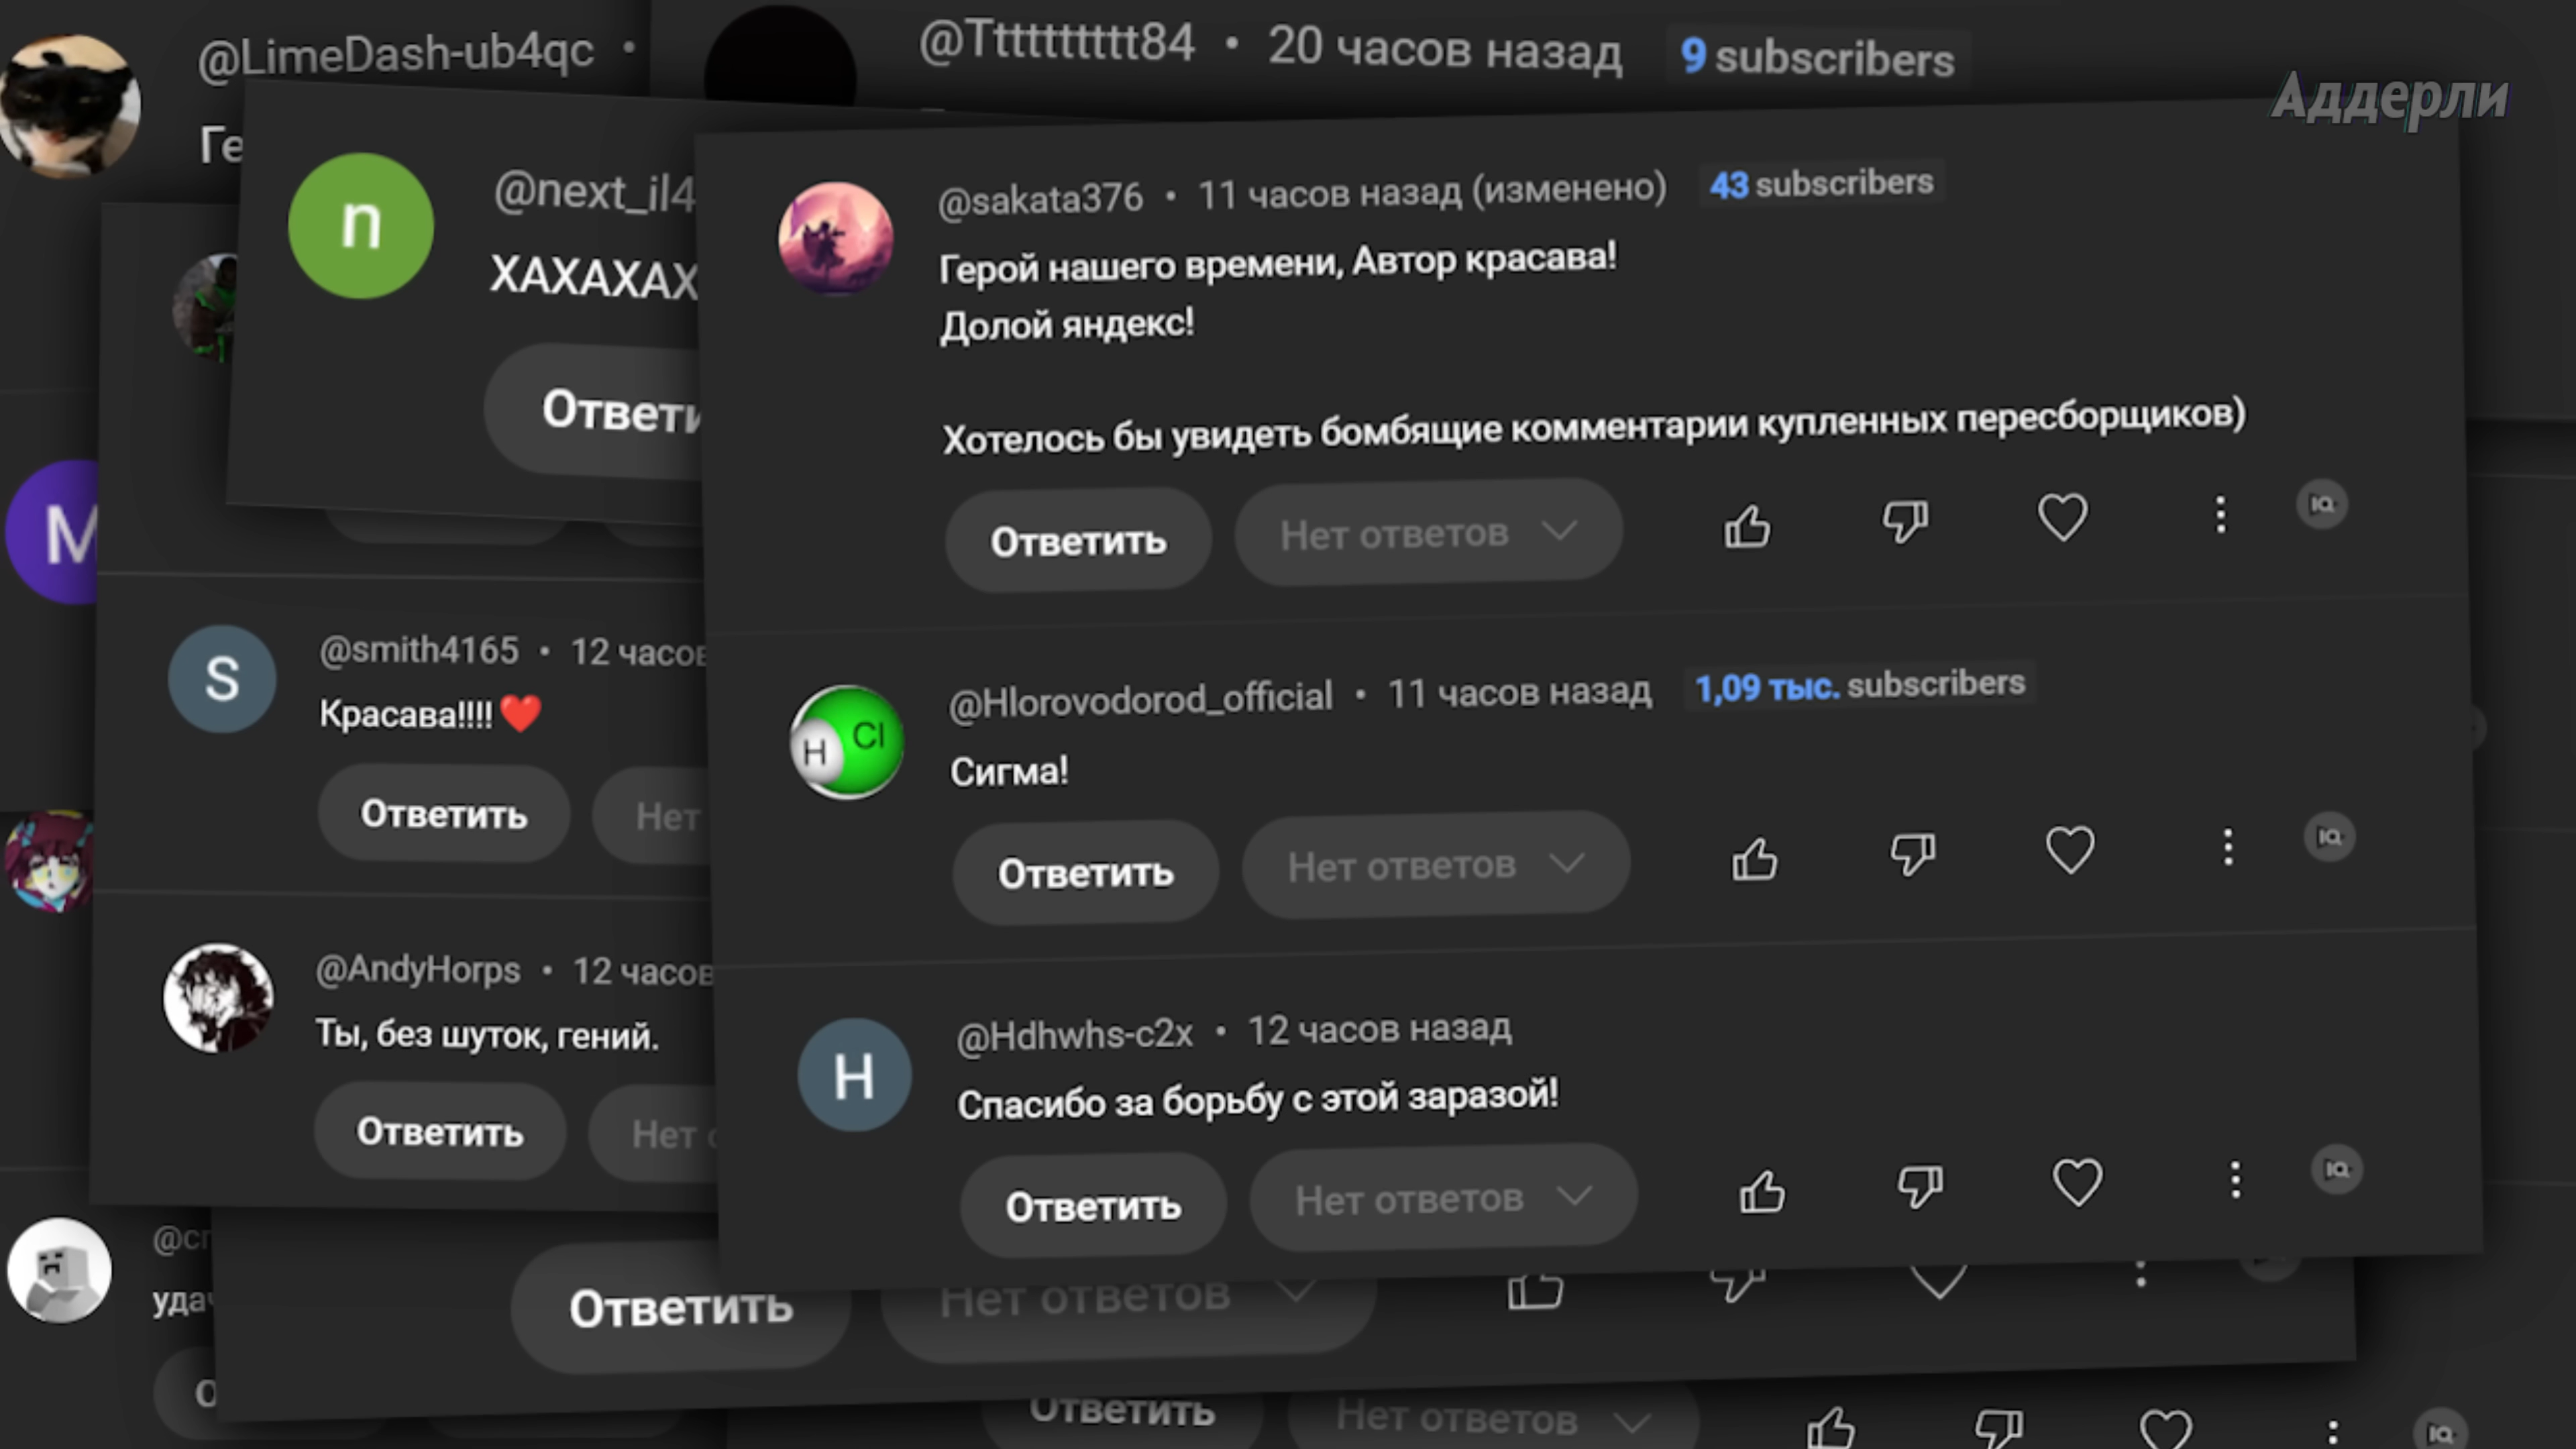 @LimeDash-ub4qc •
@Tttttttttt84 • 20 часов назад 9 subscribers
Аддерли
n
@next_il4
ХАХАХАХ
@sakata376 • 11 часов назад (изменено) 43 subscribers
Герой нашего времени, Автор красава!
Долой яндекс!
Хотелось бы увидеть бомбящие комментарии купленных пересборщиков)
Ответить Нет ответов
M
S
@smith4165 • 12 часов
Красава!!!!❤️
Ответить Нет
@Hlorovodorod_official • 11 часов назад 1,09 тыс. subscribers
H Cl
Сигма!
Ответить Нет ответов
@AndyHorps • 12 часов
Ты, без шуток, гений.
Ответить Нет
H
@Hdhwhs-c2x • 12 часов назад
Спасибо за борьбу с этой заразой!
Ответить Нет ответов
Ответить Нет ответов
Ответить Нет ответов